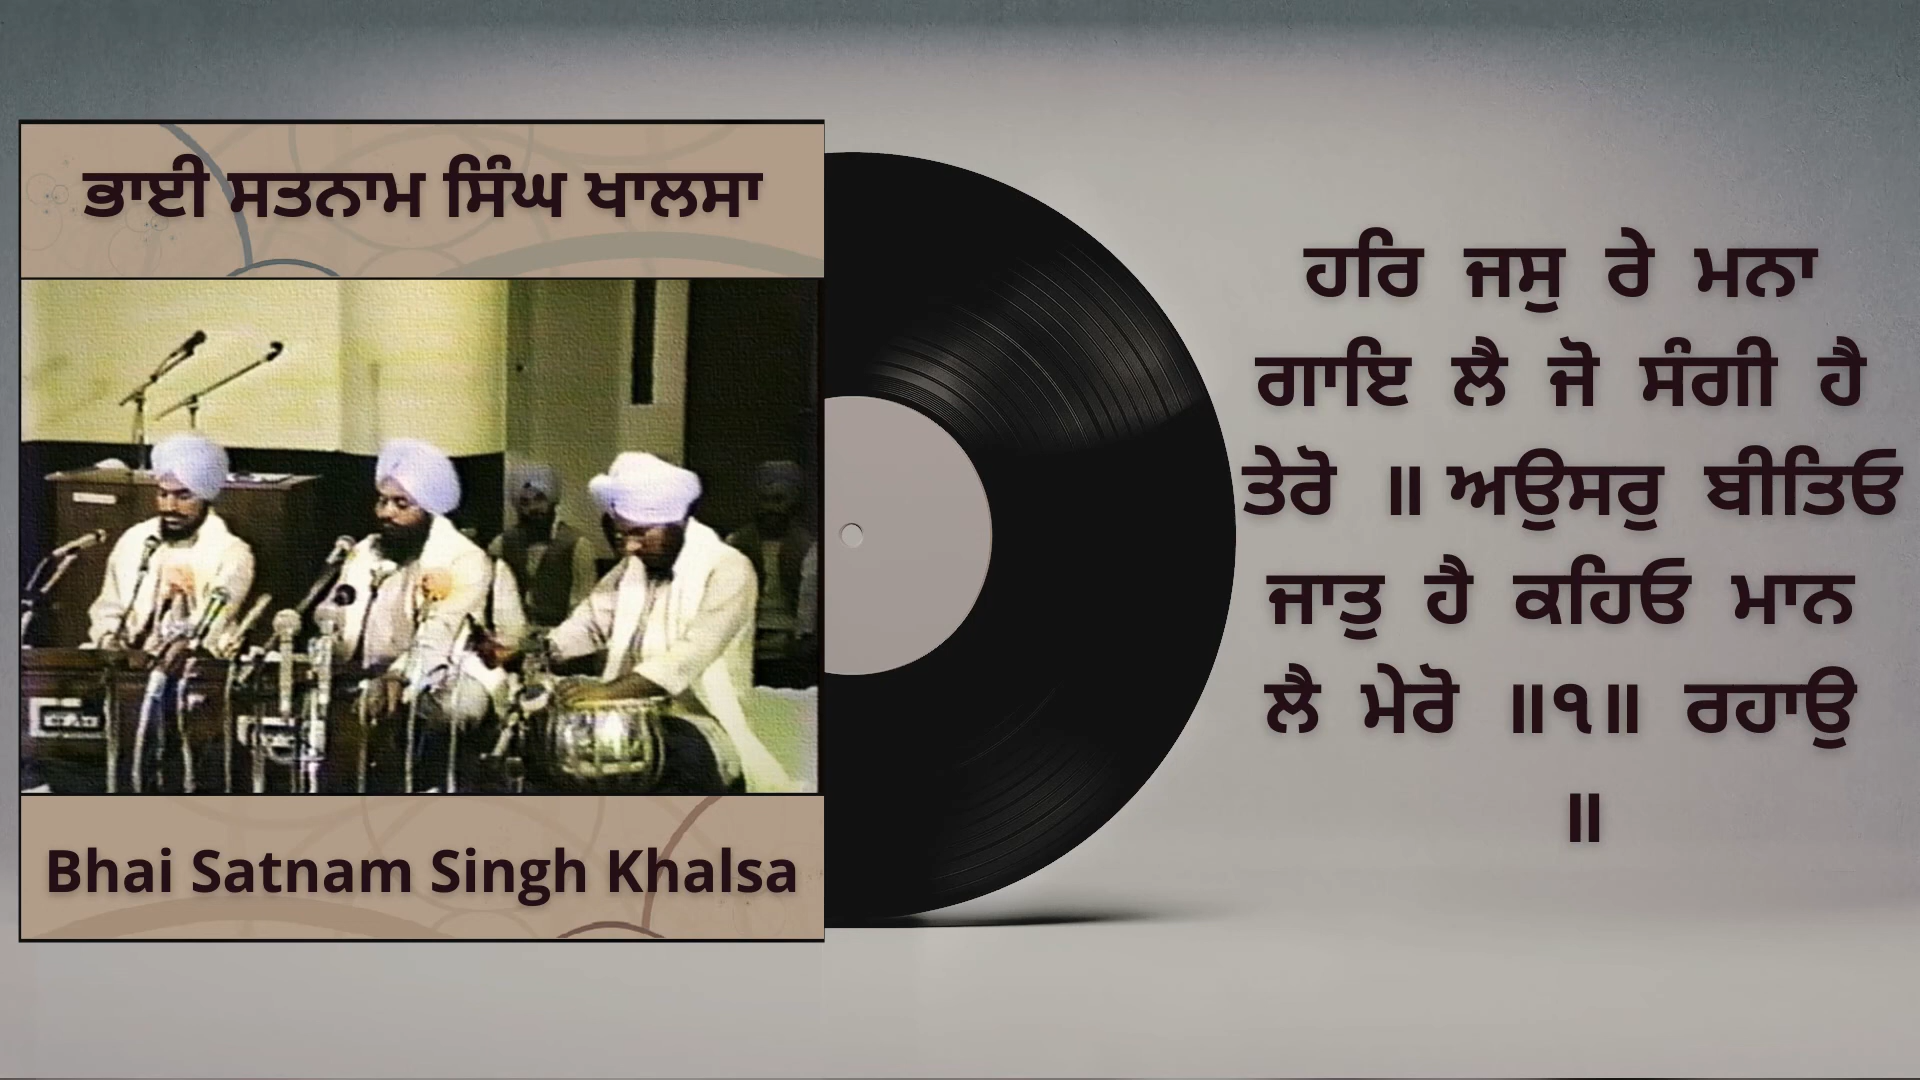 ਭਾਈ ਸਤਨਾਮ ਸਿੰਘ ਖਾਲਸਾ
Bhai Satnam Singh Khalsa
ਹਰਿ ਜਸੁ ਰੇ ਮਨਾ
ਗਾਇ ਲੈ ਜੋ ਸੰਗੀ ਹੈ
ਤੇਰੋ ॥ ਅਉਸਰੁ ਬੀਤਿਓ
ਜਾਤੁ ਹੈ ਕਹਿਓ ਮਾਨ
ਲੈ ਮੇਰੋ ॥੧॥ ਰਹਾਉ
॥